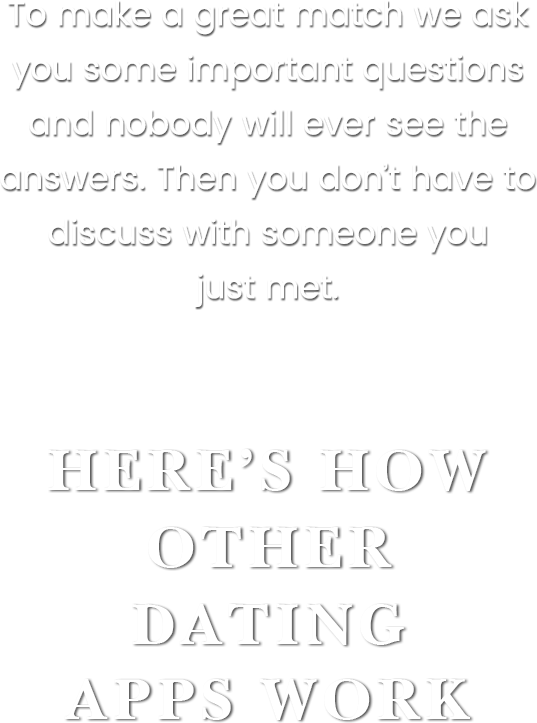 To make a great match we ask
you some important questions
and nobody will ever see the
answers. Then you don’t have to
discuss with someone you
just met.
HERE’S HOW
OTHER
DATING
APPS WORK